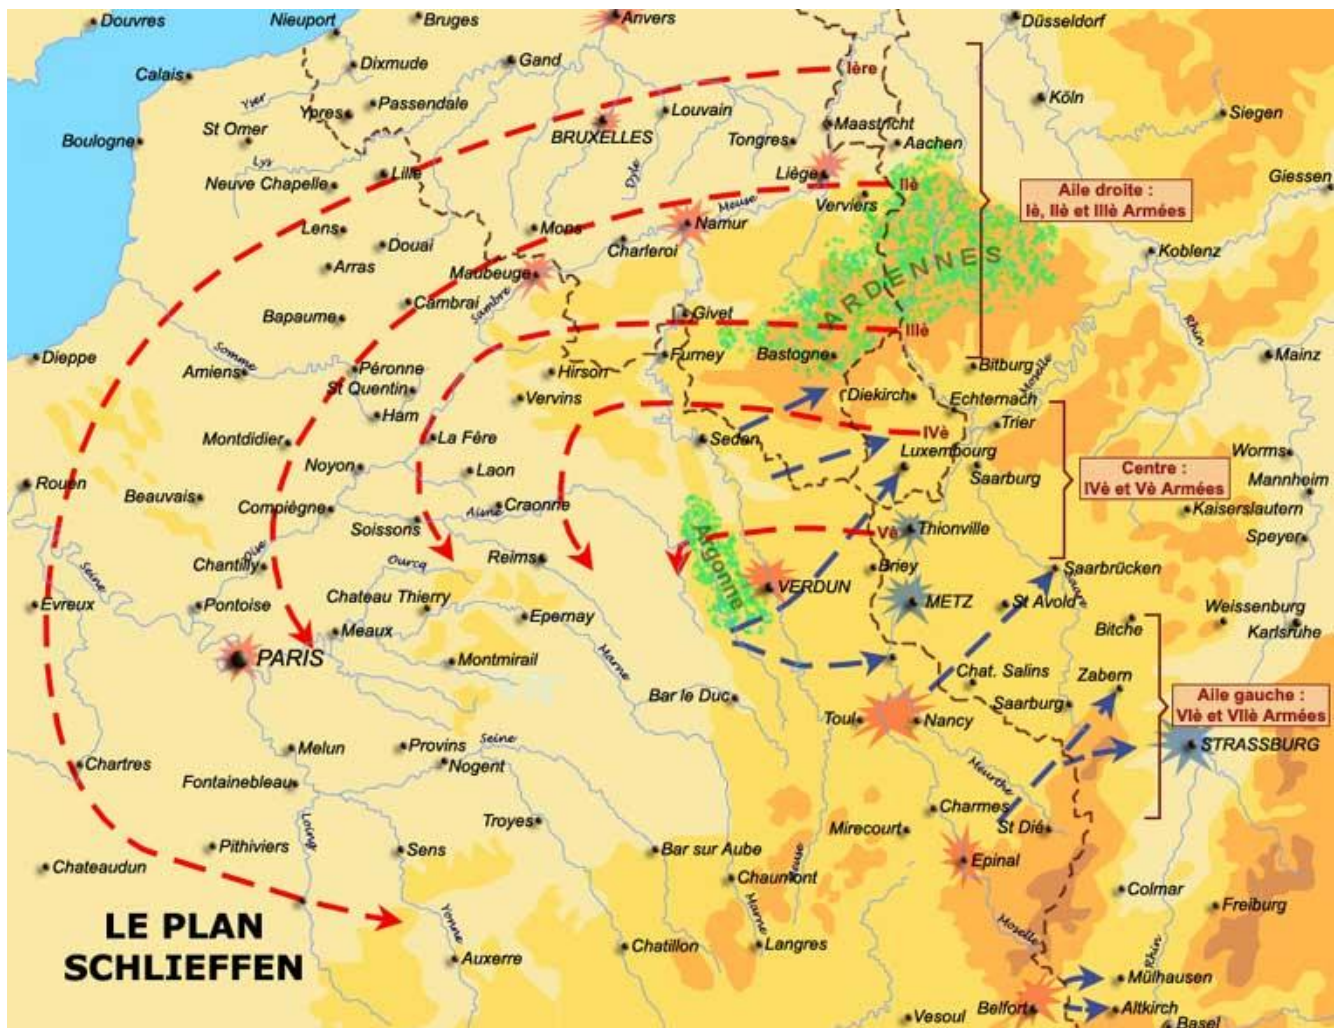 Douvres
Nieuport
Bruges
Anvers
Düsseldorf
Calais
Dixmude
Gand
Ière
Köln
Yser
Ypres
Passendale
BRUXELLES
Louvain
Maastricht
Siegen
Boulogne
St Omer
Tongres
Aachen
Lys
Lille
Dyle
Liège
IIè
Giessen
Neuve Chapelle
Verviers
Aile droite :
Iè, IIè et IIIè Armées
Lens
Douai
Mons
Namur
Meuse
Charleroi
Koblenz
Arras
Maubeuge
ARDENNES
Cambrai
Sambre
Bapaume
Givet
IIIè
Rhin
Dieppe
Somme
Amiens
Péronne
Hirson
Fumey
Bastogne
Bitburg
Moselle
Mainz
St Quentin
Vervins
Diekirch
Echternach
Ham
Trier
Montdidier
La Fère
Sedan
IVè
Luxembourg
Worms
Noyon
Laon
Saarburg
Centre :
IVè et Vè Armées
Mannheim
Rouen
Beauvais
Compiègne
Craonne
Aisne
Kaiserslautern
Soissons
Argonne
Vè
Thionville
Speyer
Seine
Chantilly
Oise
Ourcq
Reims
Briey
Saarbrücken
VERDUN
Evreux
Pontoise
Chateau Thierry
Epernay
METZ
St Avold
Weissenburg
Meaux
Bitche
Karlsruhe
PARIS
Montmirail
Marne
Chat. Salins
Zabern
Bar le Duc
Saarburg
Aile gauche :
VIè et VIIè Armées
Toul
Nancy
Melun
Provins
Seine
STRASSBURG
Chartres
Nogent
Fontainebleau
Meurthe
Charmes
Loing
Troyes
Mirecourt
St Dié
Pithiviers
Sens
Bar sur Aube
Meuse
Epinal
Chateaudun
Chaumont
Colmar
Freiburg
LE PLAN
SCHLIEFFEN
Yonne
Marne
Moselle
Auxerre
Chatillon
Langres
Rhin
Mülhausen
Belfort
Altkirch
Vesoul
Basel